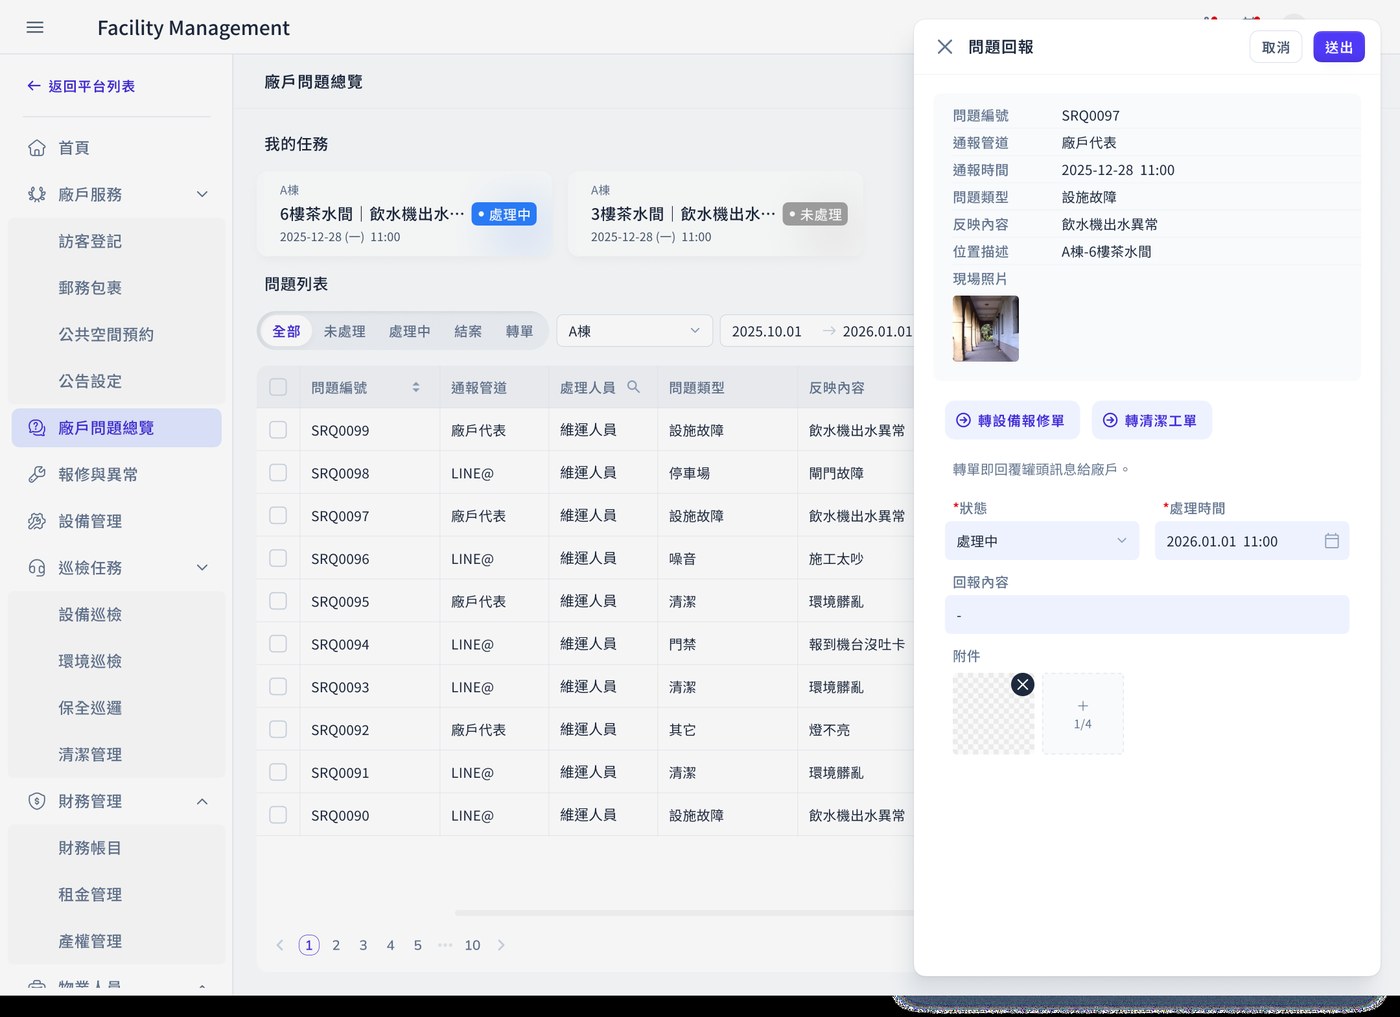 Facility Management
返回平台列表
首頁
廠戶服務
訪客登記
郵務包裹
公共空間預約
公告設定
廠戶問題總覽
報修與異常
設備管理
巡檢任務
設備巡檢
環境巡檢
保全巡邏
清潔管理
財務管理
財務帳目
租金管理
產權管理
物業人員
廠戶問題總覽
我的任務
A棟
6樓茶水間｜飲水機出水⋯ 處理中
2025-12-28 (一) 11:00
A棟
3樓茶水間｜飲水機出水⋯ 未處理
2025-12-28 (一) 11:00
問題列表
全部 未處理 處理中 結案 轉單 A棟 2025.10.01 → 2026.01.01
問題編號 通報管道 處理人員 問題類型 反映內容
SRQ0099 廠戶代表 維運人員 設施故障 飲水機出水異常
SRQ0098 LINE@ 維運人員 停車場 閘門故障
SRQ0097 廠戶代表 維運人員 設施故障 飲水機出水異常
SRQ0096 LINE@ 維運人員 噪音 施工太吵
SRQ0095 廠戶代表 維運人員 清潔 環境髒亂
SRQ0094 LINE@ 維運人員 門禁 報到機台沒吐卡
SRQ0093 LINE@ 維運人員 清潔 環境髒亂
SRQ0092 廠戶代表 維運人員 其它 燈不亮
SRQ0091 LINE@ 維運人員 清潔 環境髒亂
SRQ0090 LINE@ 維運人員 設施故障 飲水機出水異常
1 2 3 4 5 ••• 10
問題回報 取消 送出
問題編號 SRQ0097
通報管道 廠戶代表
通報時間 2025-12-28 11:00
問題類型 設施故障
反映內容 飲水機出水異常
位置描述 A棟-6樓茶水間
現場照片
轉設備報修單 轉清潔工單
轉單即回覆罐頭訊息給廠戶。
*狀態 *處理時間
處理中 2026.01.01 11:00
回報內容
-
附件
+
1/4